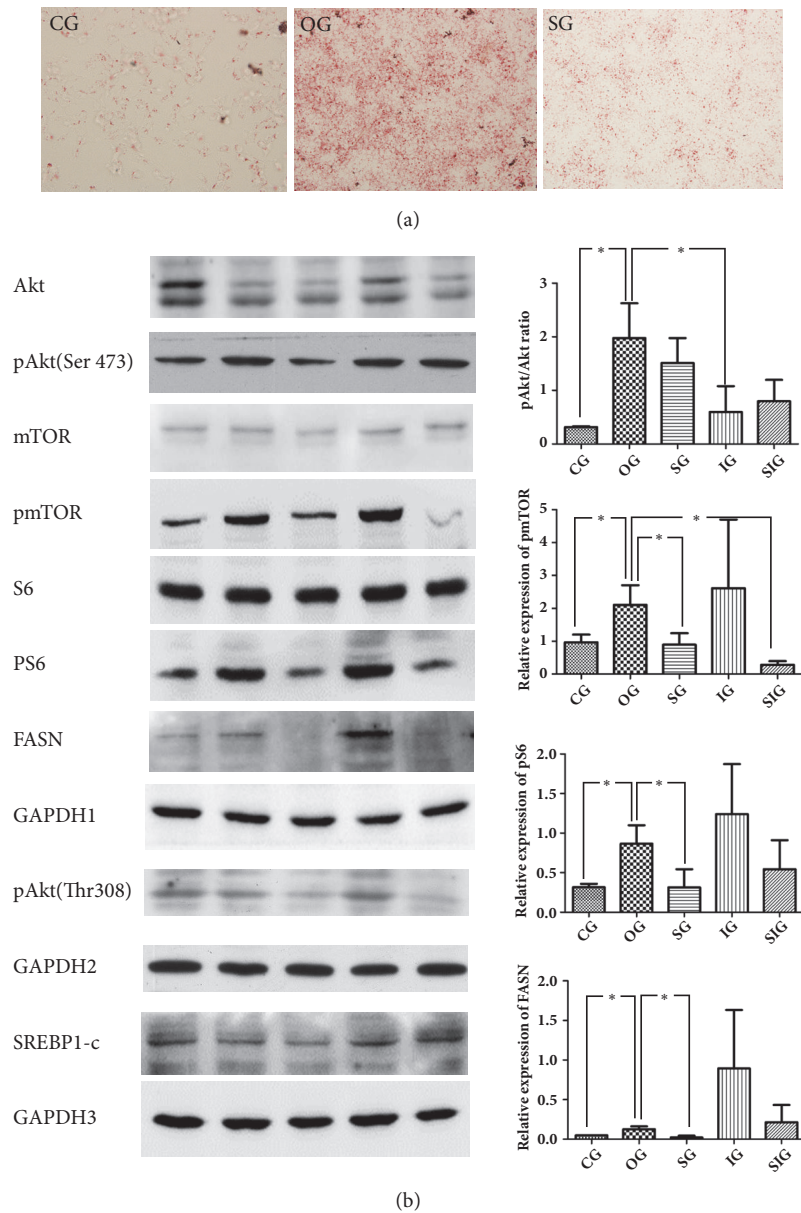 CG
OG
SG
(a)
Akt
pAkt(Ser 473)
mTOR
pmTOR
S6
PS6
FASN
GAPDH1
pAkt(Thr308)
GAPDH2
SREBP1-c
GAPDH3
pAkt/Akt ratio
3
2
1
0
* *
CG OG SG IG SIG
Relative expression of pmTOR
5
4
3
2
1
0
* *
*
CG OG SG IG SIG
Relative expression of pS6
2.0
1.5
1.0
0.5
0.0
* *
CG OG SG IG SIG
Relative expression of FASN
2.0
1.5
1.0
0.5
0.0
* *
CG OG SG IG SIG
(b)